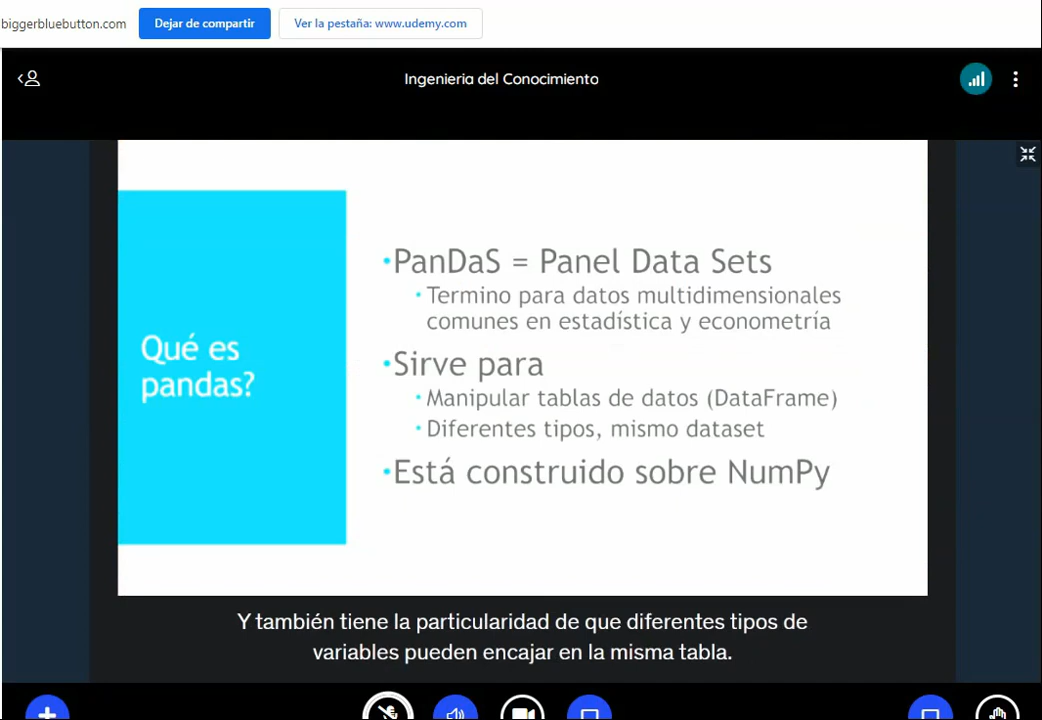 biggerbluebutton.com
Dejar de compartir
Ver la pestaña: www.udemy.com
Ingenieria del Conocimiento
Qué es
pandas?
•PanDaS = Panel Data Sets
•Termino para datos multidimensionales
comunes en estadística y econometría
•Sirve para
•Manipular tablas de datos (DataFrame)
•Diferentes tipos, mismo dataset
•Está construido sobre NumPy
Y también tiene la particularidad de que diferentes tipos de
variables pueden encajar en la misma tabla.